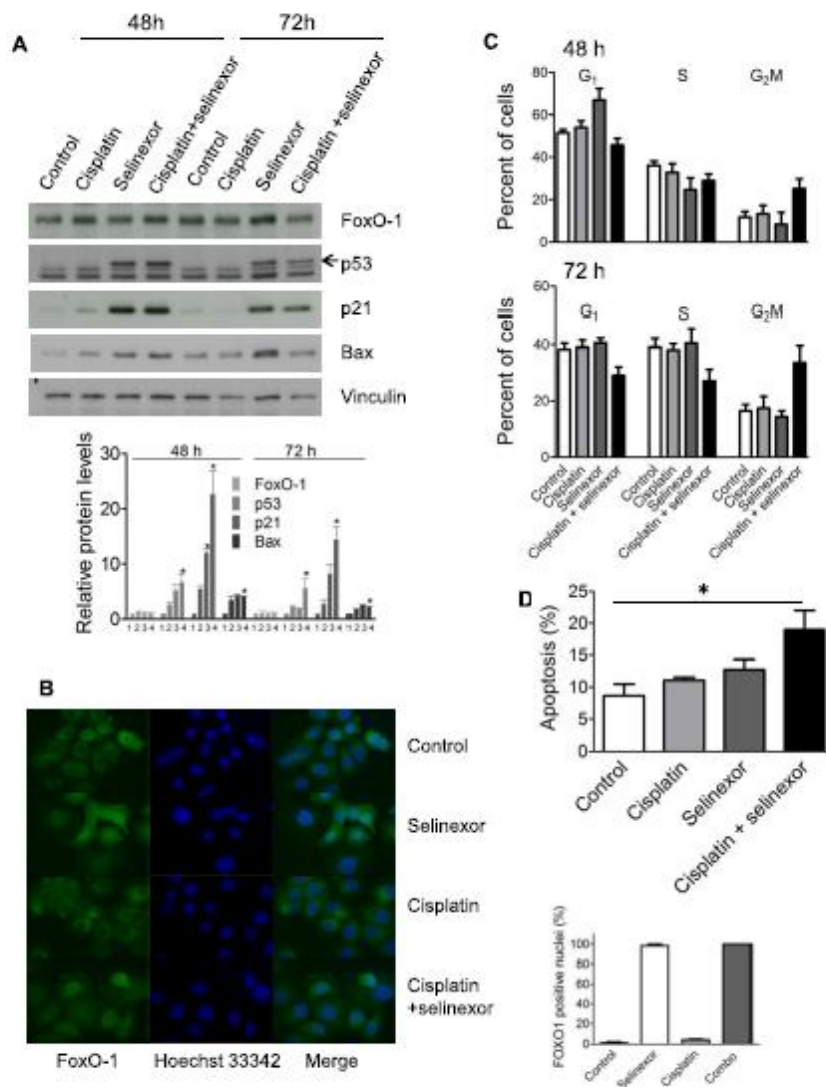 A
48h 72h
Control
Cisplatin
Selinexor
Cisplatin+selinexor
Control
Cisplatin
Selinexor
Cisplatin +selinexor
FoxO-1
p53
p21
Bax
Vinculin
Relative protein levels
30
20
10
0
48 h 72 h
FoxO-1
p53
p21
Bax
* * * * * * *
1 2 3 4 1 2 3 4 1 2 3 4 1 2 3 4 1 2 3 4 1 2 3 4 1 2 3 4 1 2 3 4
B
Control
Selinexor
Cisplatin
Cisplatin
+selinexor
FoxO-1 Hoechst 33342 Merge
C
48 h
G1 S G2M
Percent of cells
80
60
40
20
0
72 h
G1 S G2M
Percent of cells
60
40
20
0
Control
Cisplatin
Selinexor
Cisplatin + selinexor
Control
Cisplatin
Selinexor
Cisplatin + selinexor
Control
Cisplatin
Selinexor
Cisplatin + selinexor
D
*
Apoptosis (%)
25
20
15
10
5
0
Control
Cisplatin
Selinexor
Cisplatin + selinexor
FOXO1 positive nuclei (%)
100
80
60
40
20
0
Control
Selinexor
Cisplatin
Combo